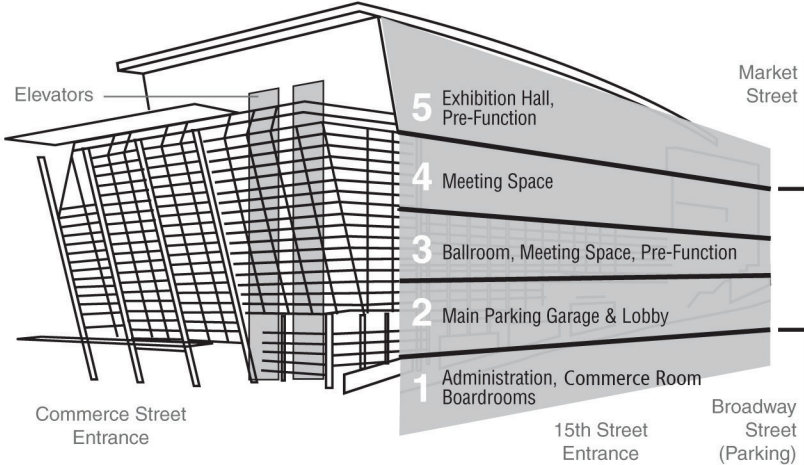 Market
Street
Elevators
5 Exhibition Hall,
Pre-Function
4 Meeting Space
3 Ballroom, Meeting Space, Pre-Function
2 Main Parking Garage & Lobby
1 Administration, Commerce Room
Boardrooms
Commerce Street
Entrance
15th Street
Entrance
Broadway
Street
(Parking)